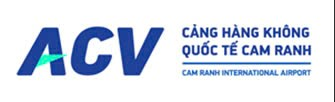 ACV
CẢNG HÀNG KHÔNG
QUỐC TẾ CAM RANH
CAM RANH INTERNATIONAL AIRPORT